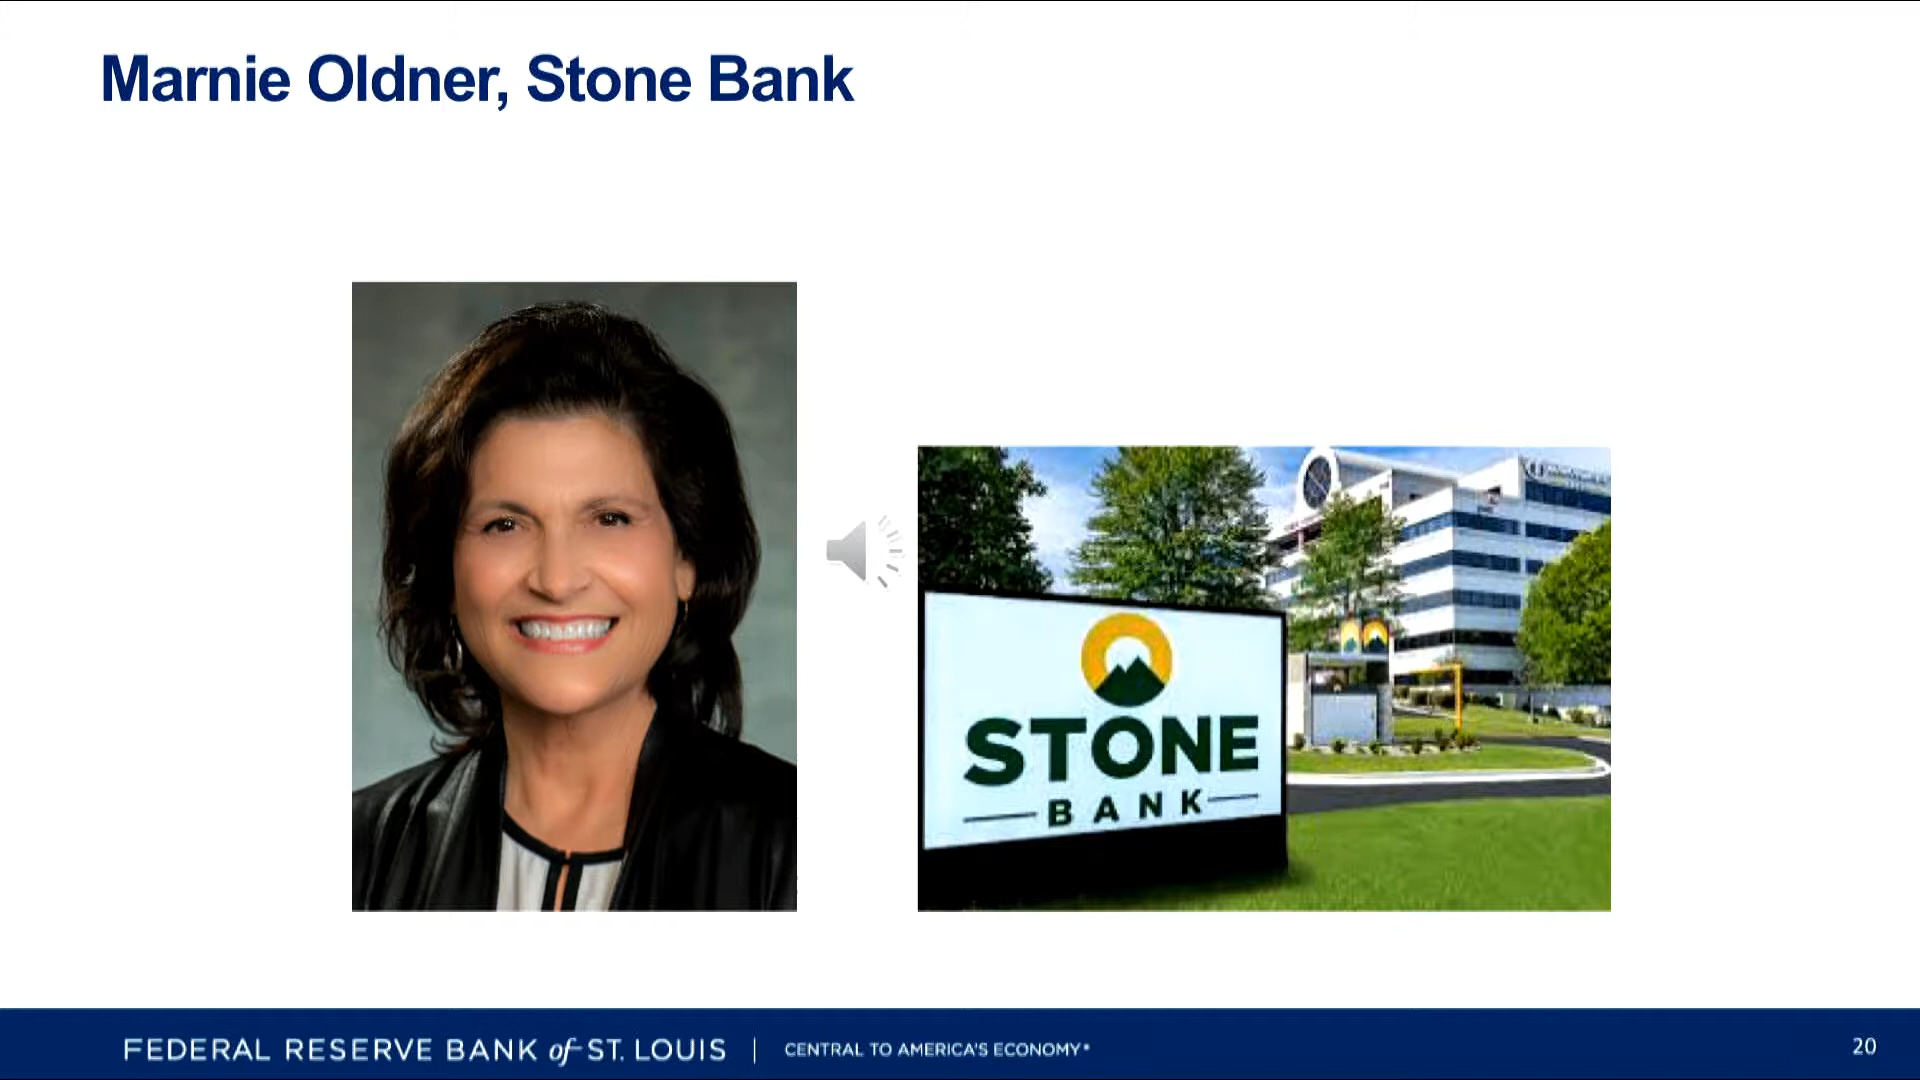 Marnie Oldner, Stone Bank
STONE
BANK
FEDERAL RESERVE BANK of ST. LOUIS | CENTRAL TO AMERICA'S ECONOMY®
20